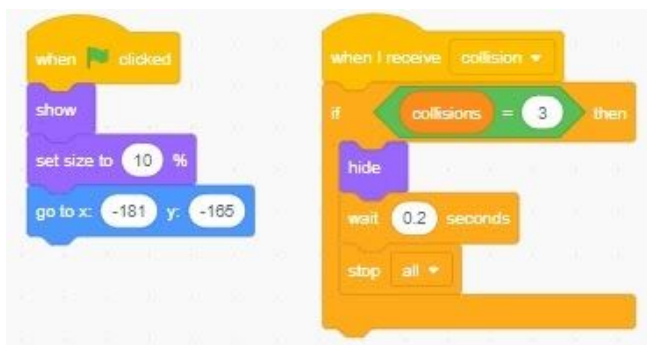 when clicked
show
set size to 10 %
go to x: -181 y: -165
when I receive collision
if collisions = 3 then
hide
wait 0.2 seconds
stop all